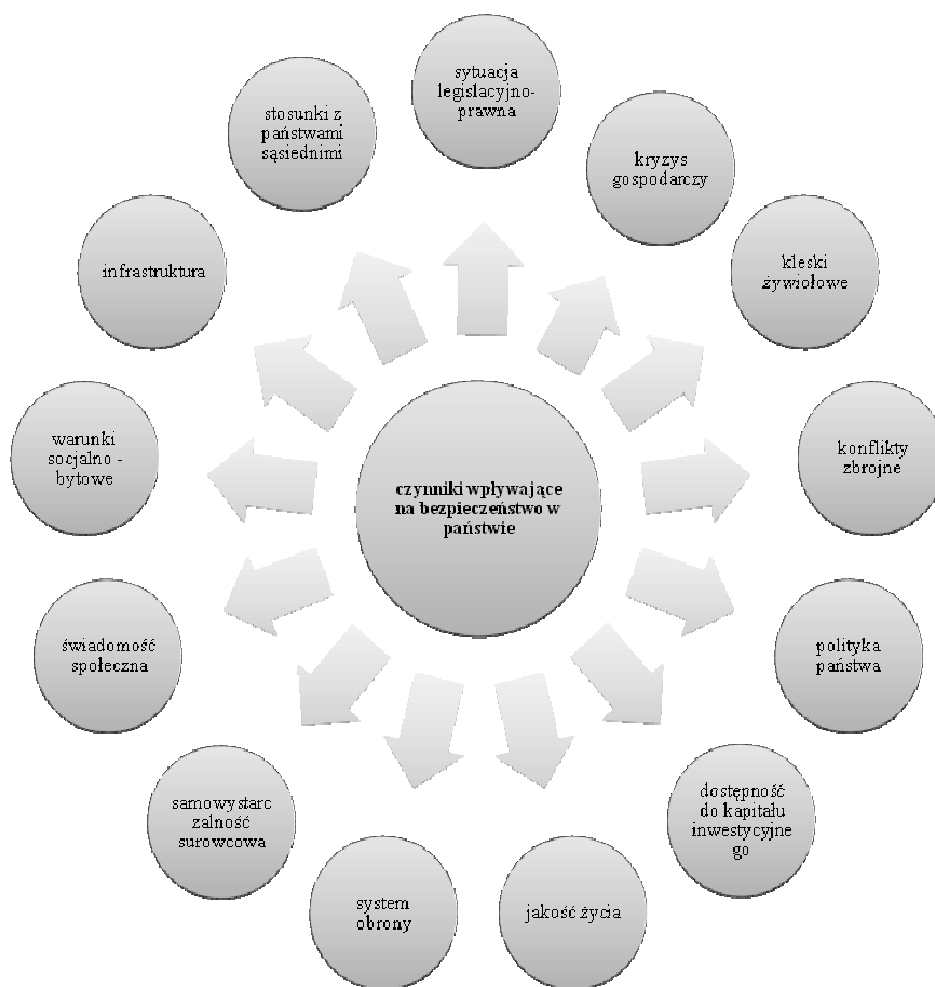 sytuacja
legislacyjno-
prawna
kryzys
gospodarczy
kleski
żywiołowe
konflikty
zbrojne
polityka
państwa
dostępność
do kapitału
inwestycyjne
go
jakość życia
system
obrony
samowystarc
zalność
surowcowa
świadomość
społeczna
warunki
socjalno -
bytowe
infrastruktura
stosunki z
państwami
sąsiednimi
czynniki wpływające
na bezpieczeństwo w
państwie